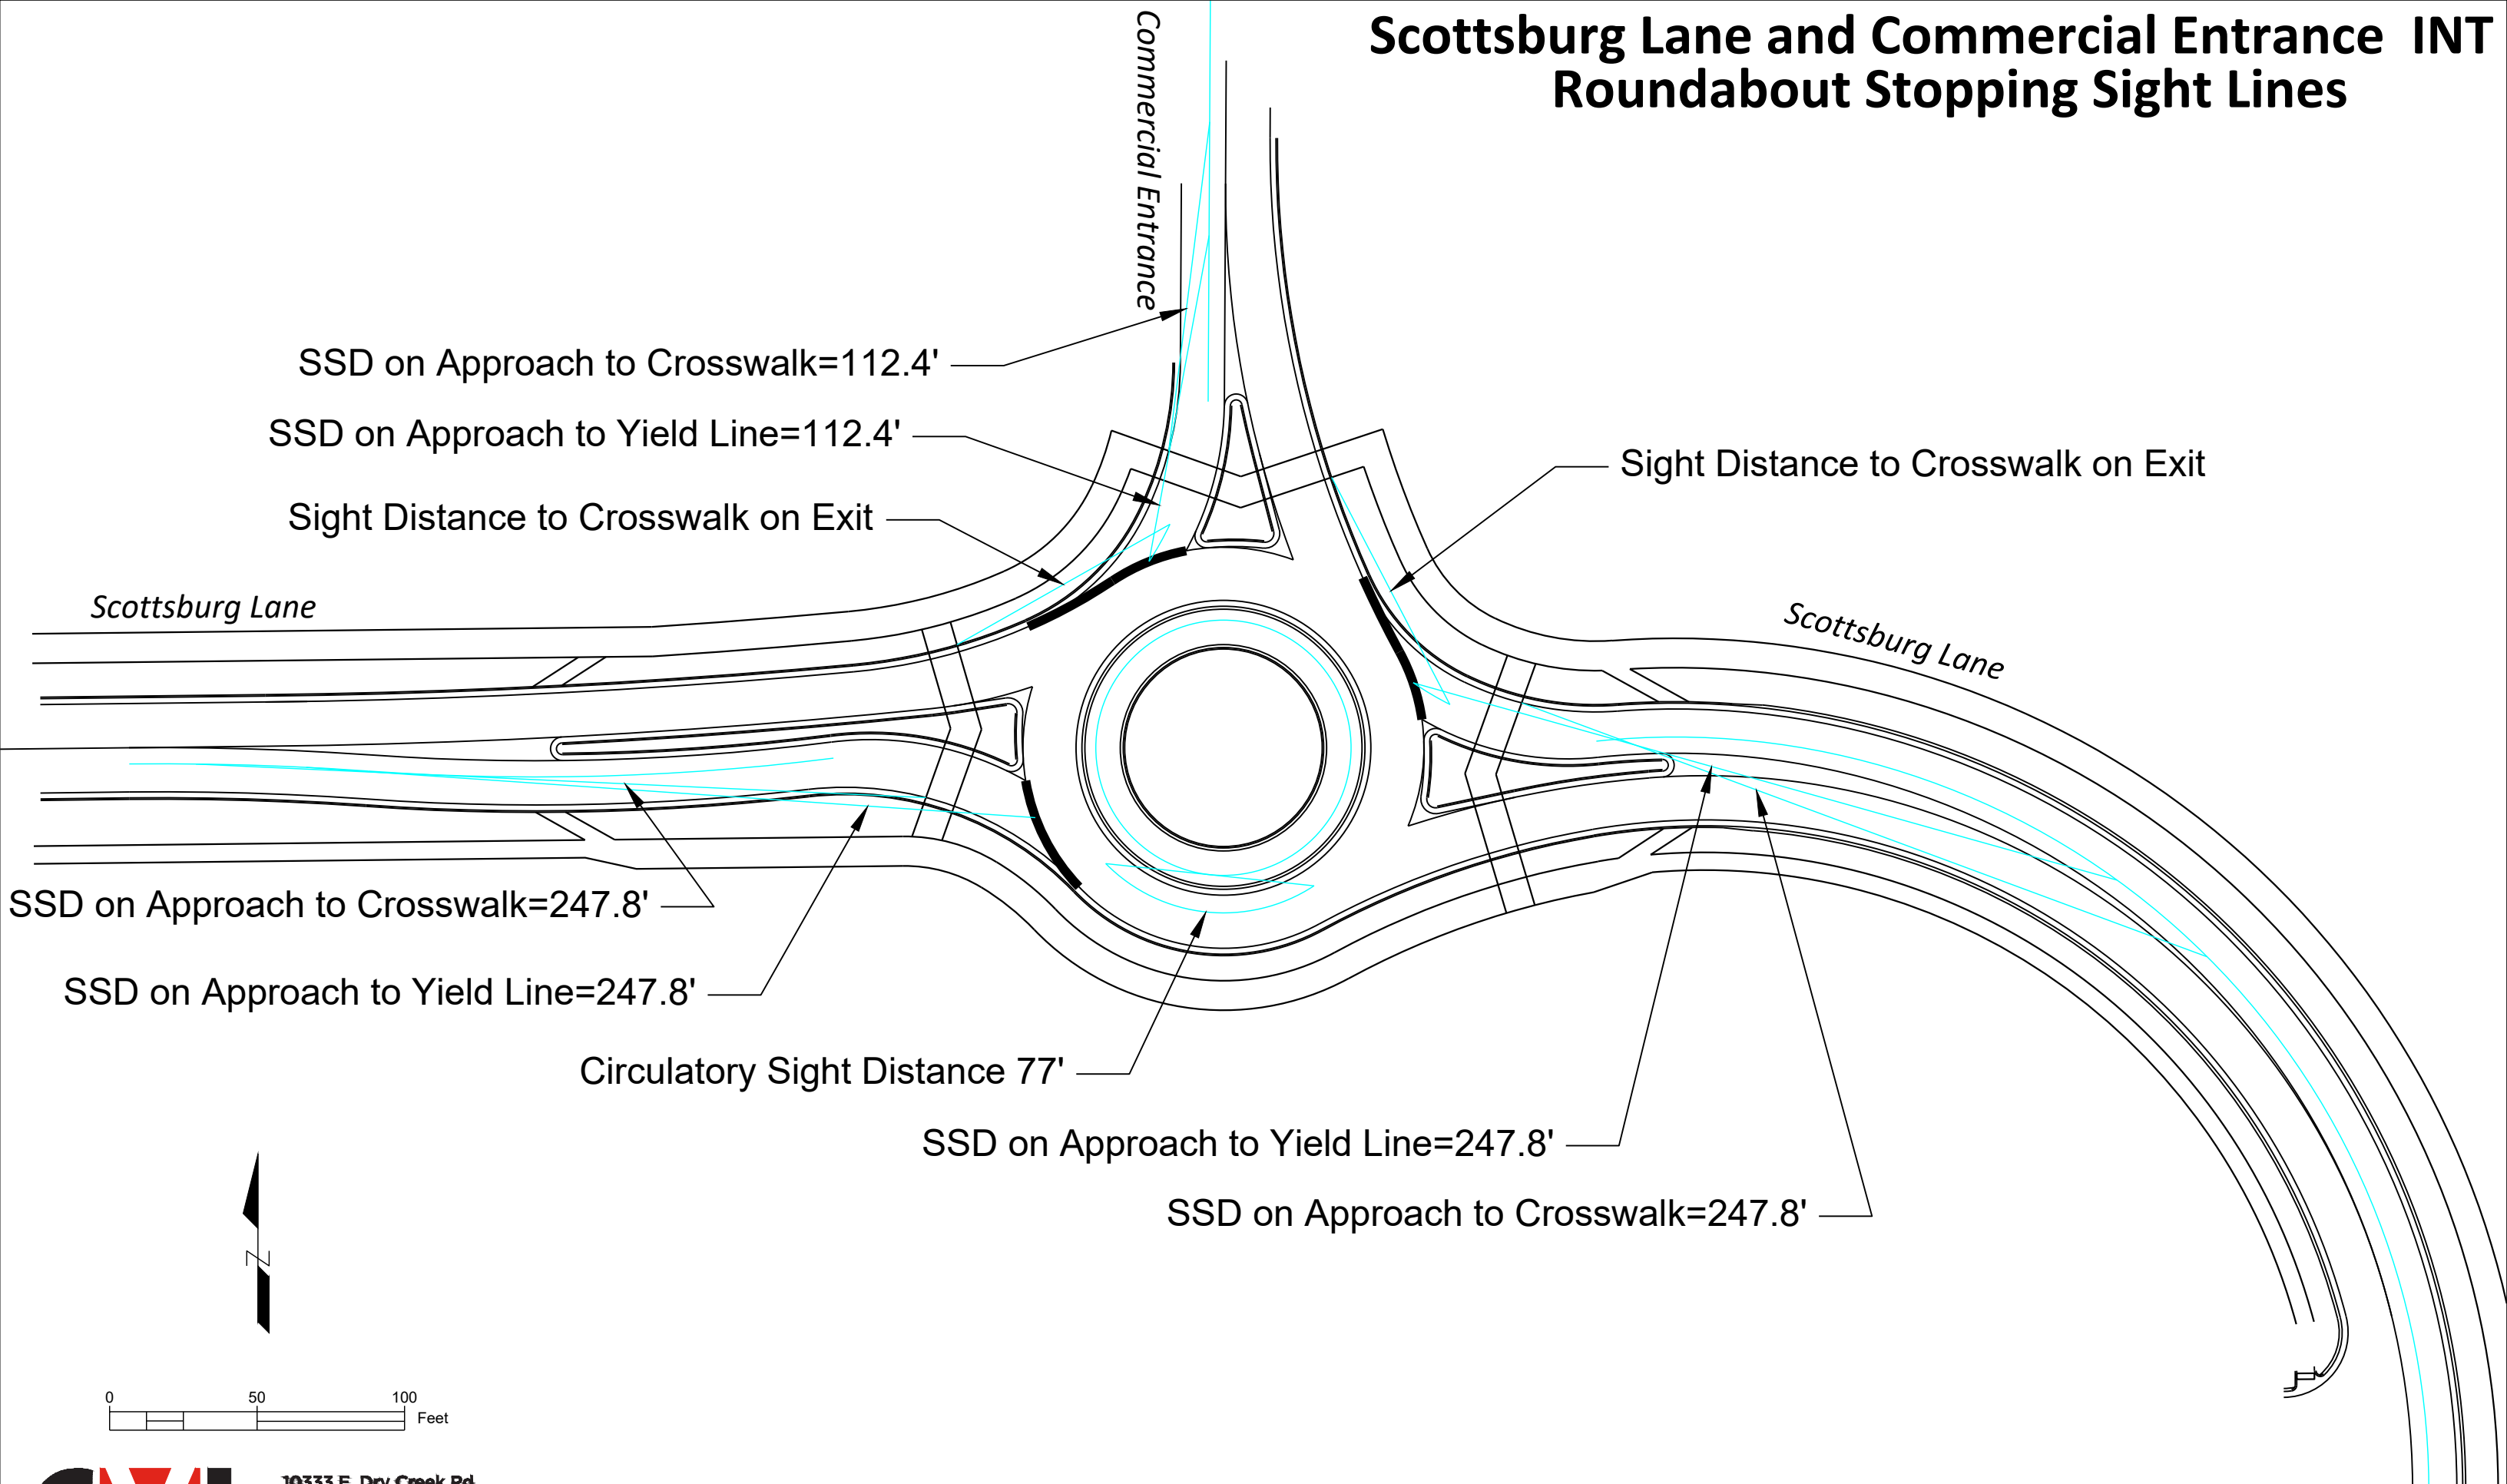 Scottsburg Lane and Commercial Entrance INT
Roundabout Stopping Sight Lines
Commercial Entrance
SSD on Approach to Crosswalk=112.4'
SSD on Approach to Yield Line=112.4'
Sight Distance to Crosswalk on Exit
Sight Distance to Crosswalk on Exit
Scottsburg Lane
Scottsburg Lane
SSD on Approach to Crosswalk=247.8'
SSD on Approach to Yield Line=247.8'
Circulatory Sight Distance 77'
SSD on Approach to Yield Line=247.8'
SSD on Approach to Crosswalk=247.8'
N
0 50 100
Feet
10333 E. Dry Creek Rd